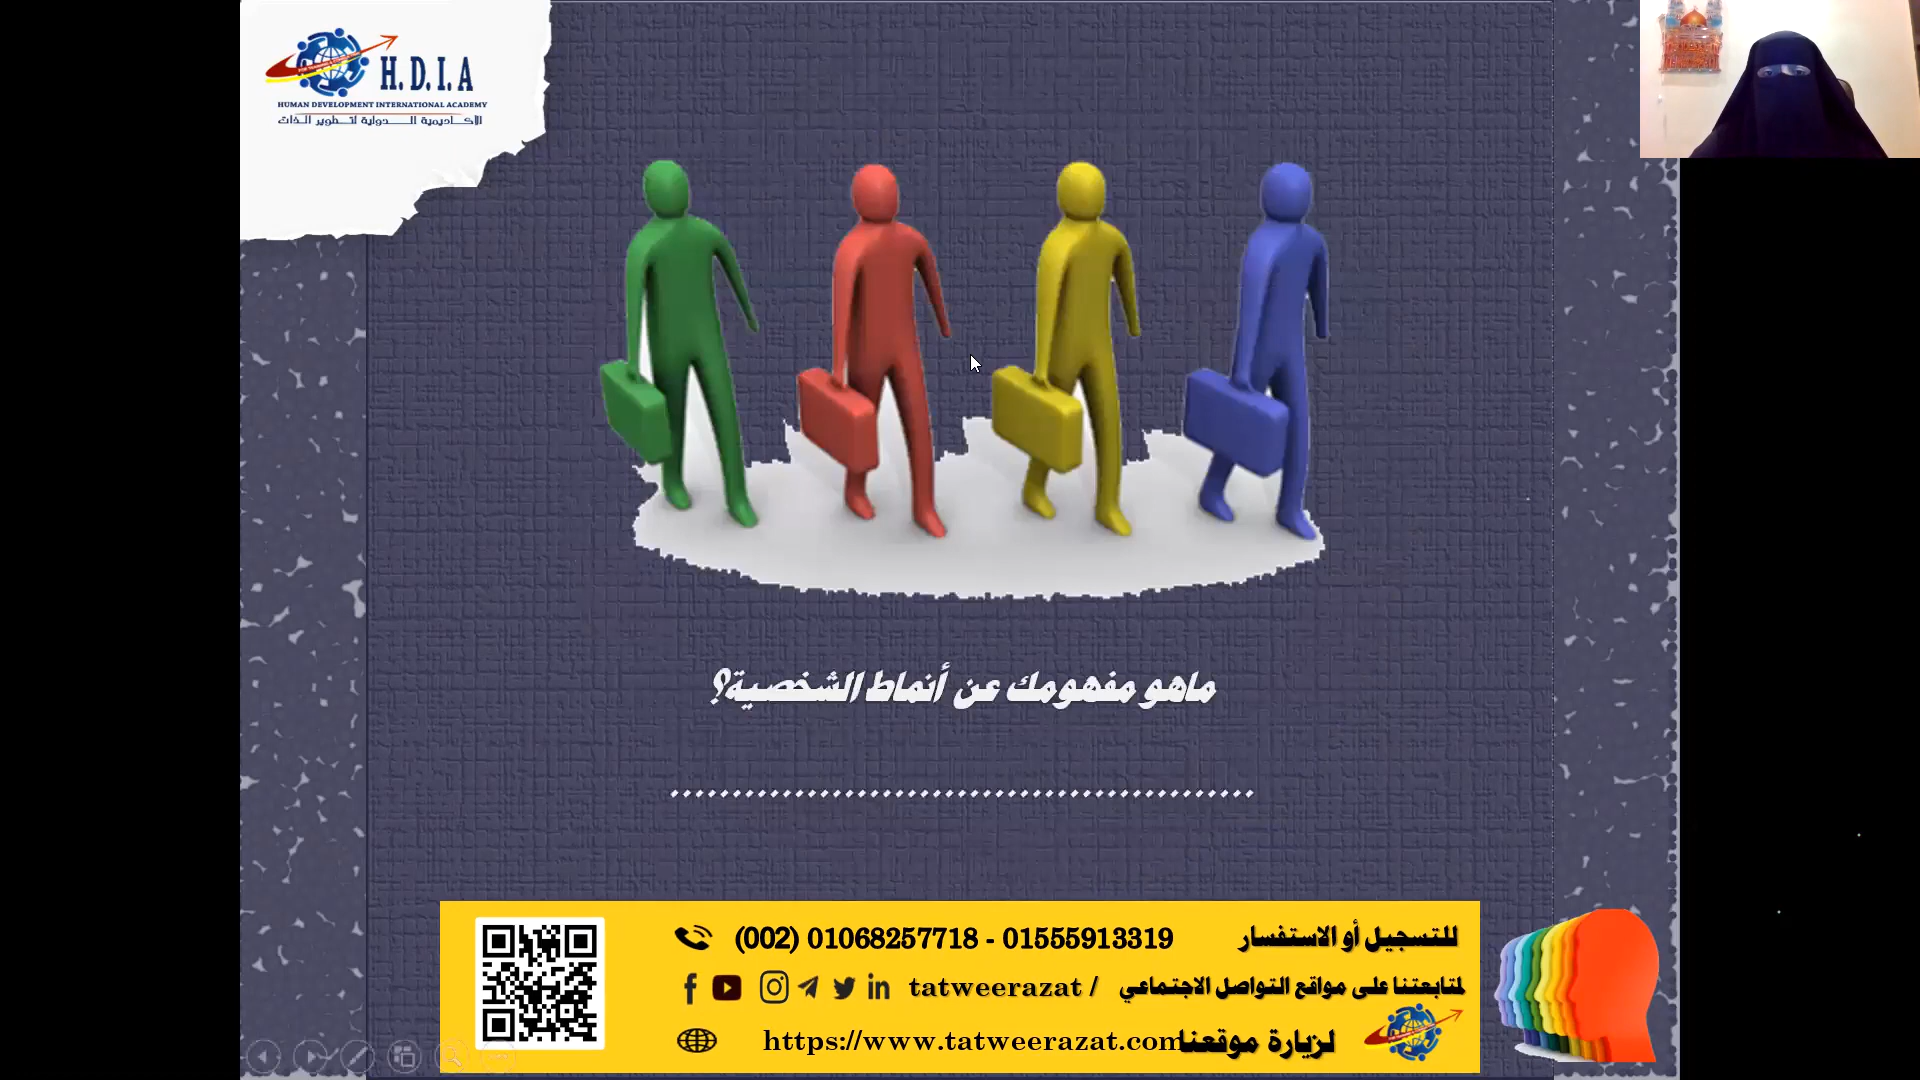 H.D.I.A
HUMAN DEVELOPMENT INTERNATIONAL ACADEMY
الأكاديمية الدولية لتطوير الذات
ماهو مفهومك عن أنماط الشخصية؟
للتسجيل أو الاستفسار (002) 01068257718 - 01555913319
لمتابعتنا على مواقع التواصل الاجتماعي / tatweerazat
لزيارة موقعنا https://www.tatweerazat.com